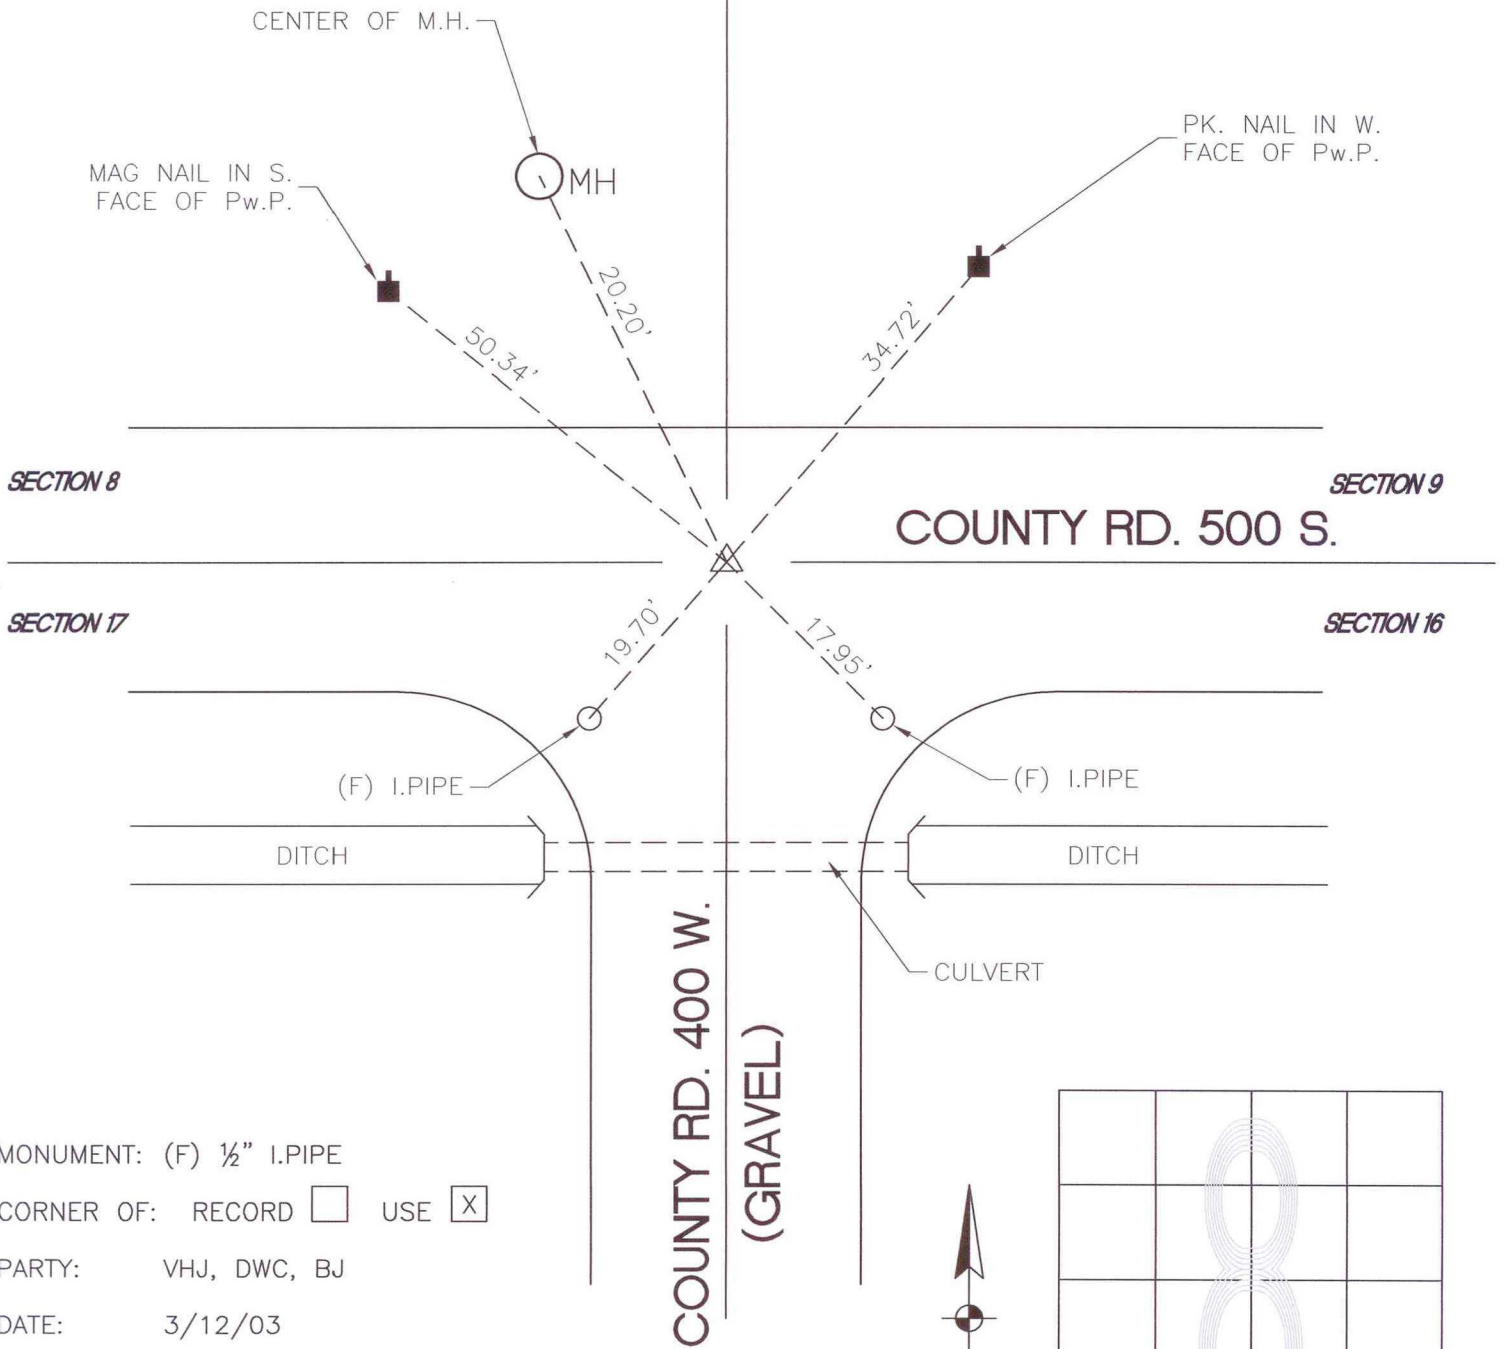 CENTER OF M.H.
MH
MAG NAIL IN S.
FACE OF Pw.P.
PK. NAIL IN W.
FACE OF Pw.P.
50.34'
20.20'
34.72'
SECTION 8
SECTION 9
COUNTY RD. 500 S.
SECTION 17
SECTION 16
19.70'
17.95'
(F) I.PIPE
(F) I.PIPE
DITCH
DITCH
CULVERT
COUNTY RD. 400 W.
(GRAVEL)
MONUMENT: (F) ½" I.PIPE
CORNER OF: RECORD USE X
PARTY: VHJ, DWC, BJ
DATE: 3/12/03